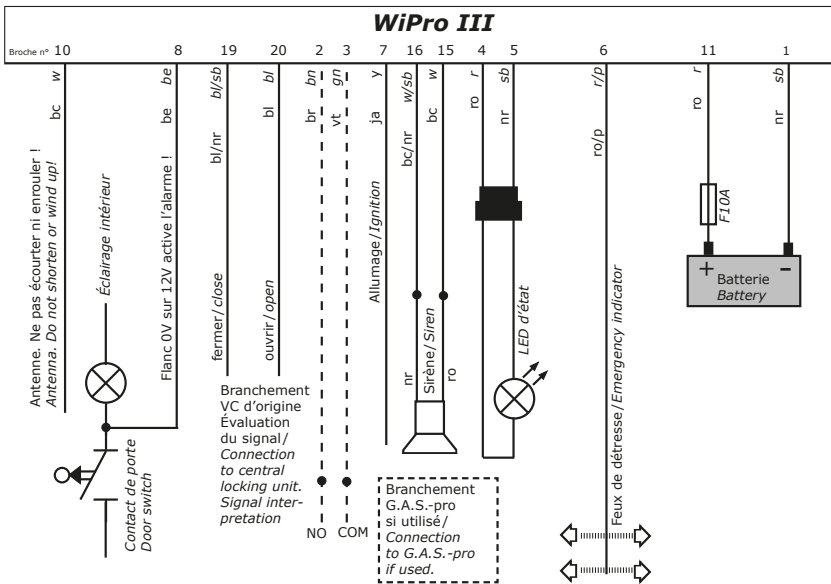 WiPro III
Broche n° 10 8 19 20 2 3 7 16 15 4 5 6 11 1
w be bl/sb bl bn gn y w/sb w r sb r/p r sb
bc be bl/nr bl br vt ja bc/nr bc ro nr ro/p ro nr
Antenne. Ne pas écourter ni enrouler !
Antenna. Do not shorten or wind up!
Éclairage intérieur
Flanc 0V sur 12V active l'alarme !
Contact de porte
Door switch
fermer/close
ouvrir/open
Branchement
VC d'origine
Évaluation
du signal/
Connection
to central
locking unit.
Signal inter-
pretation
NO COM
Allumage/Ignition
nr Sirène/Siren ro
Branchement
G.A.S.-pro
si utilisé/
Connection
to G.A.S.-pro
if used.
LED d'état
Feux de détresse/Emergency indicator
F10A
+ -
Batterie
Battery